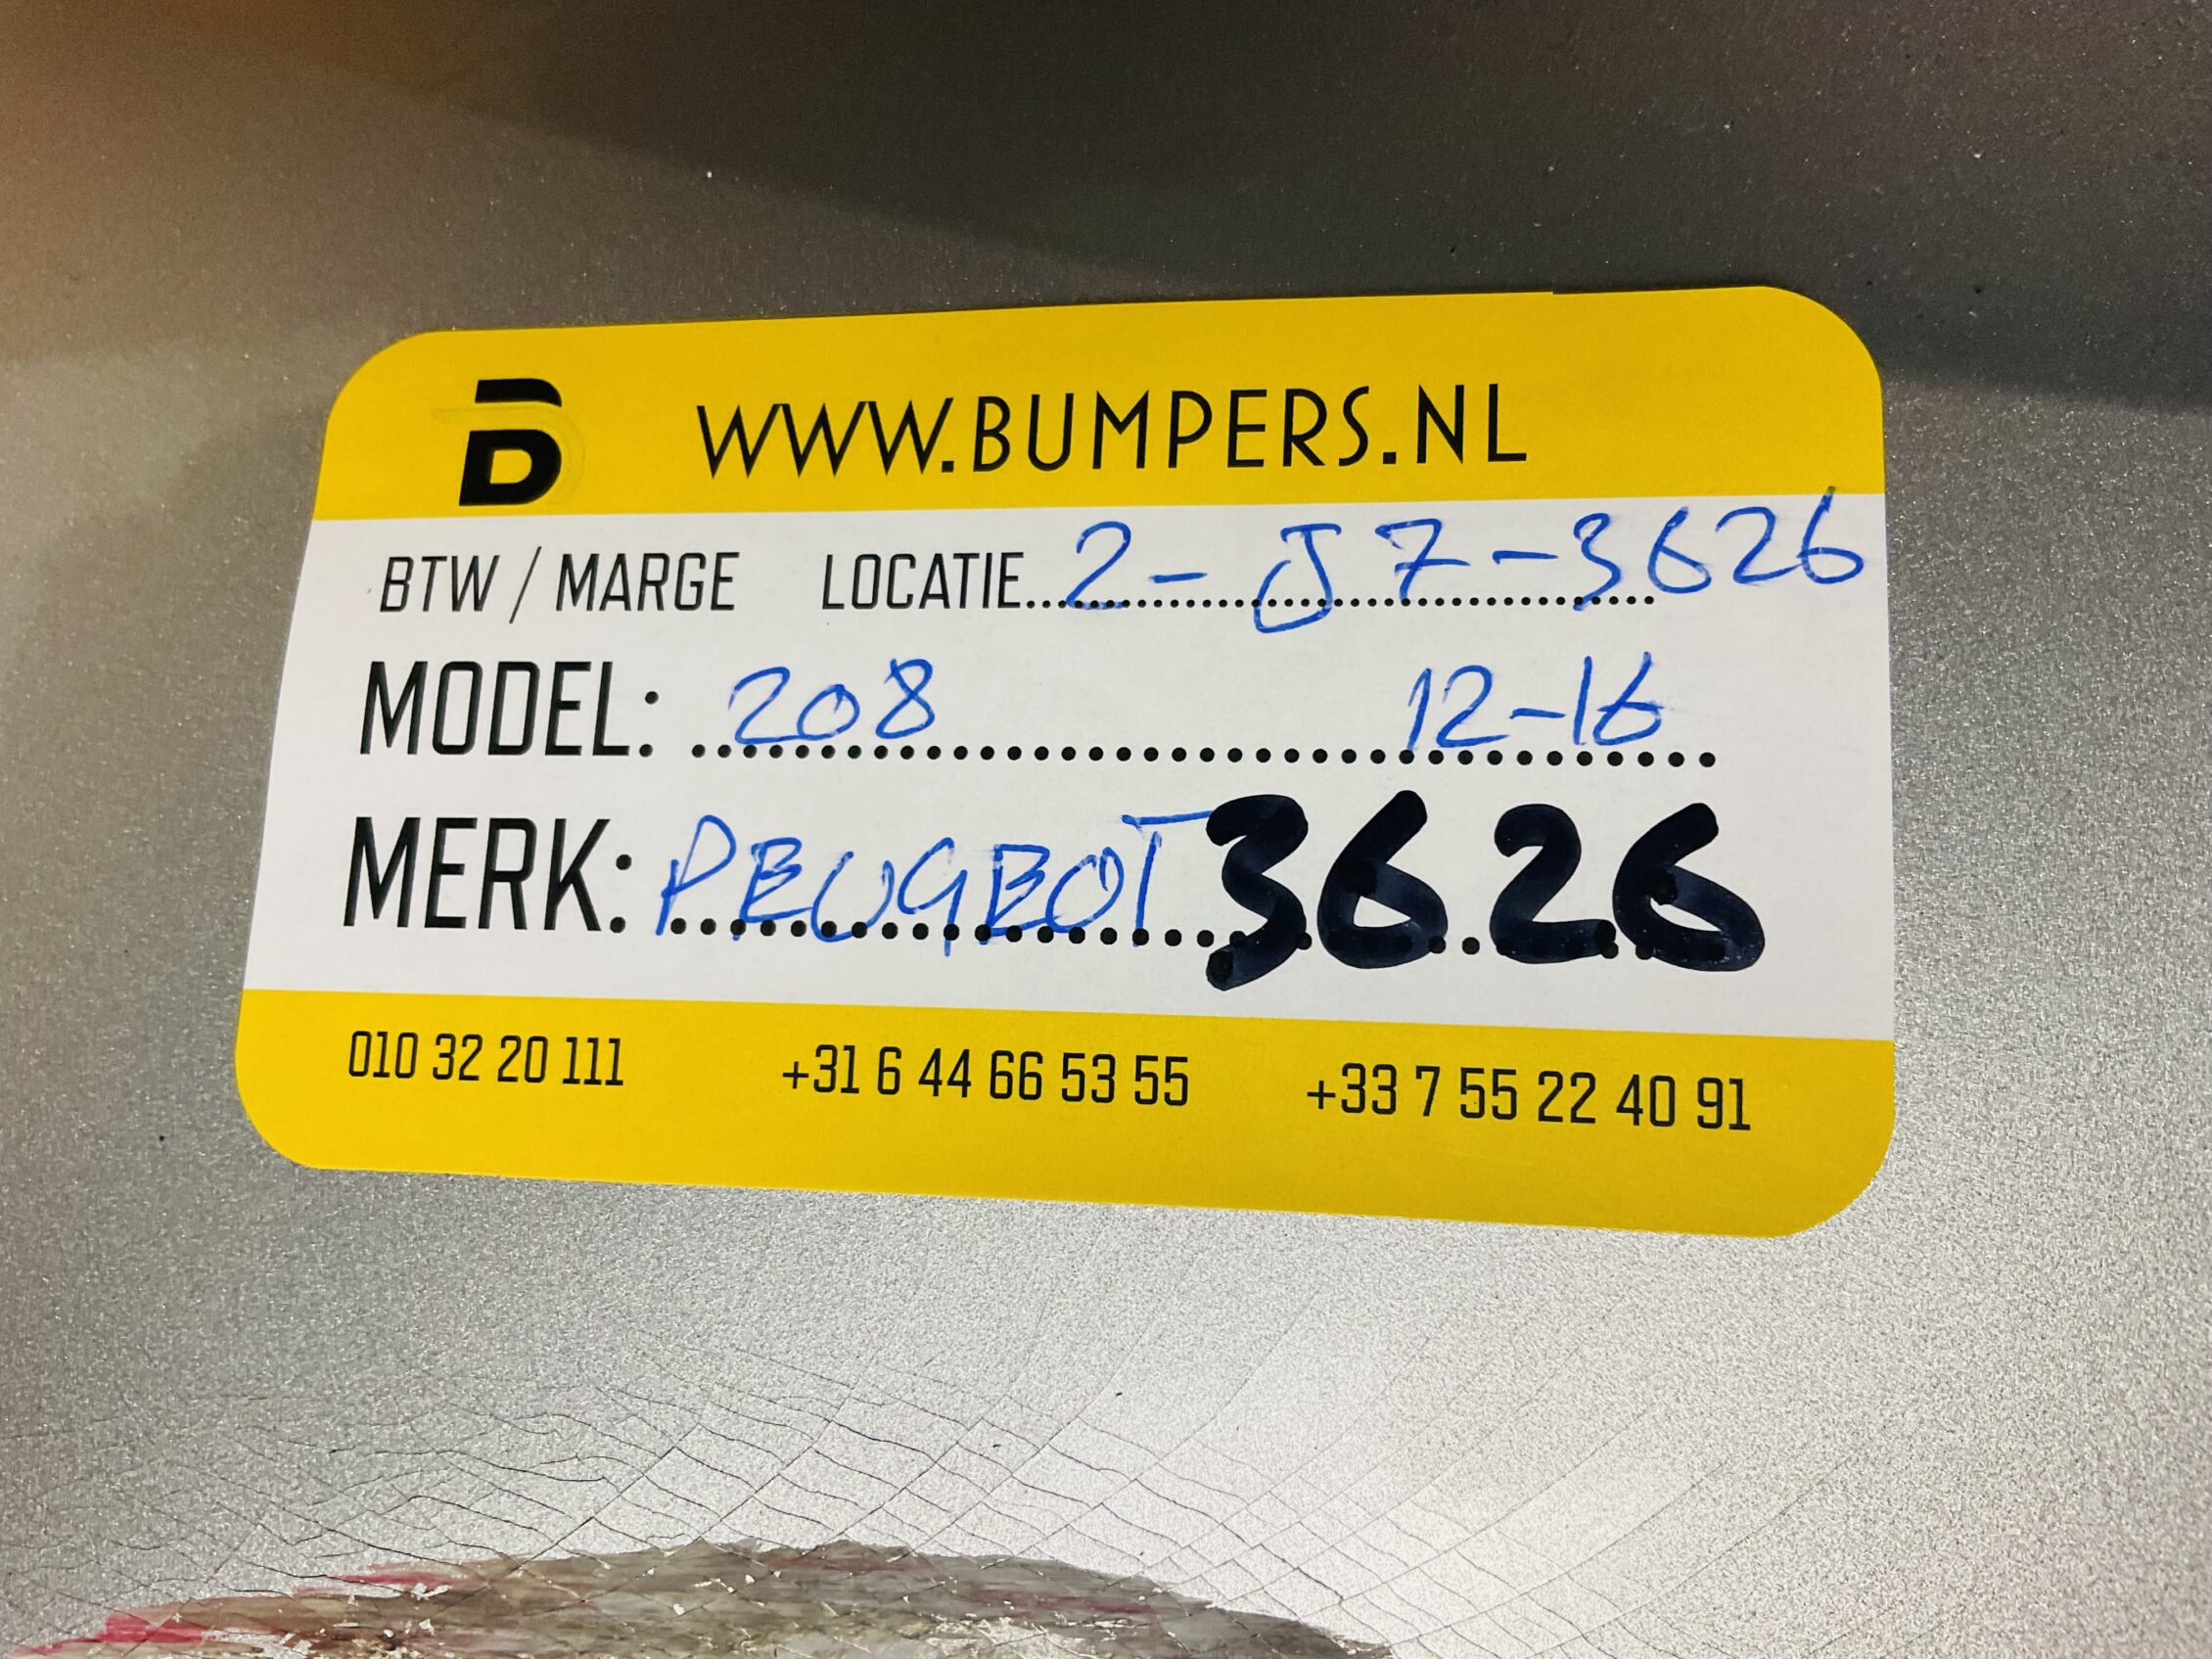 B WWW.BUMPERS.NL
BTW / MARGE LOCATIE...2-J7-3626
MODEL: 208 12-16
MERK: PEUGEOT 3626
010 32 20 111 +31 6 44 66 53 55 +33 7 55 22 40 91